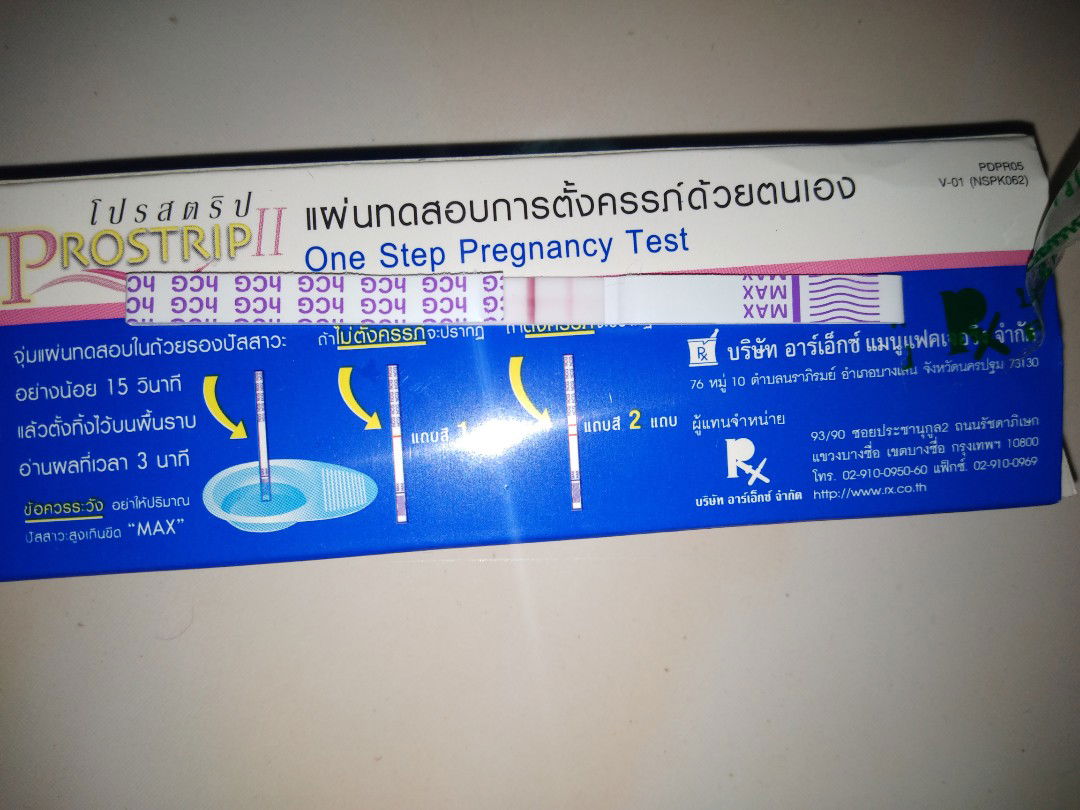 PDPR05
V-01 (NSPK062)
โปรสตริป
PROSTRIP II
แผ่นทดสอบการตั้งครรภ์ด้วยตนเอง
One Step Pregnancy Test
HCG HCG HCG HCG HCG
HCG HCG HCG HCG HCG
MAX
MAX
จุ่มแผ่นทดสอบในถ้วยรองปัสสาวะ
อย่างน้อย 15 วินาที
แล้วตั้งทิ้งไว้บนพื้นราบ
อ่านผลที่เวลา 3 นาที
ข้อควรระวัง อย่าให้ปริมาณ
ปัสสาวะสูงเกินขีด "MAX"
ถ้าไม่ตั้งครรภ์จะปรากฏ
แถบสี 1
แถบสี 2 แถบ
บริษัท อาร์เอ็กซ์ แมนูแฟคเจอริ่ง จำกัด
76 หมู่ 10 ตำบลนราภิรมย์ อำเภอบางเลน จังหวัดนครปฐม 73130
ผู้แทนจำหน่าย
Rx
บริษัท อาร์เอ็กซ์ จำกัด
93/90 ซอยประชานุกูล2 ถนนรัชดาภิเษก
แขวงบางซื่อ เขตบางซื่อ กรุงเทพฯ 10800
โทร. 02-910-0950-60 แฟ็กซ์. 02-910-0969
http://www.rx.co.th